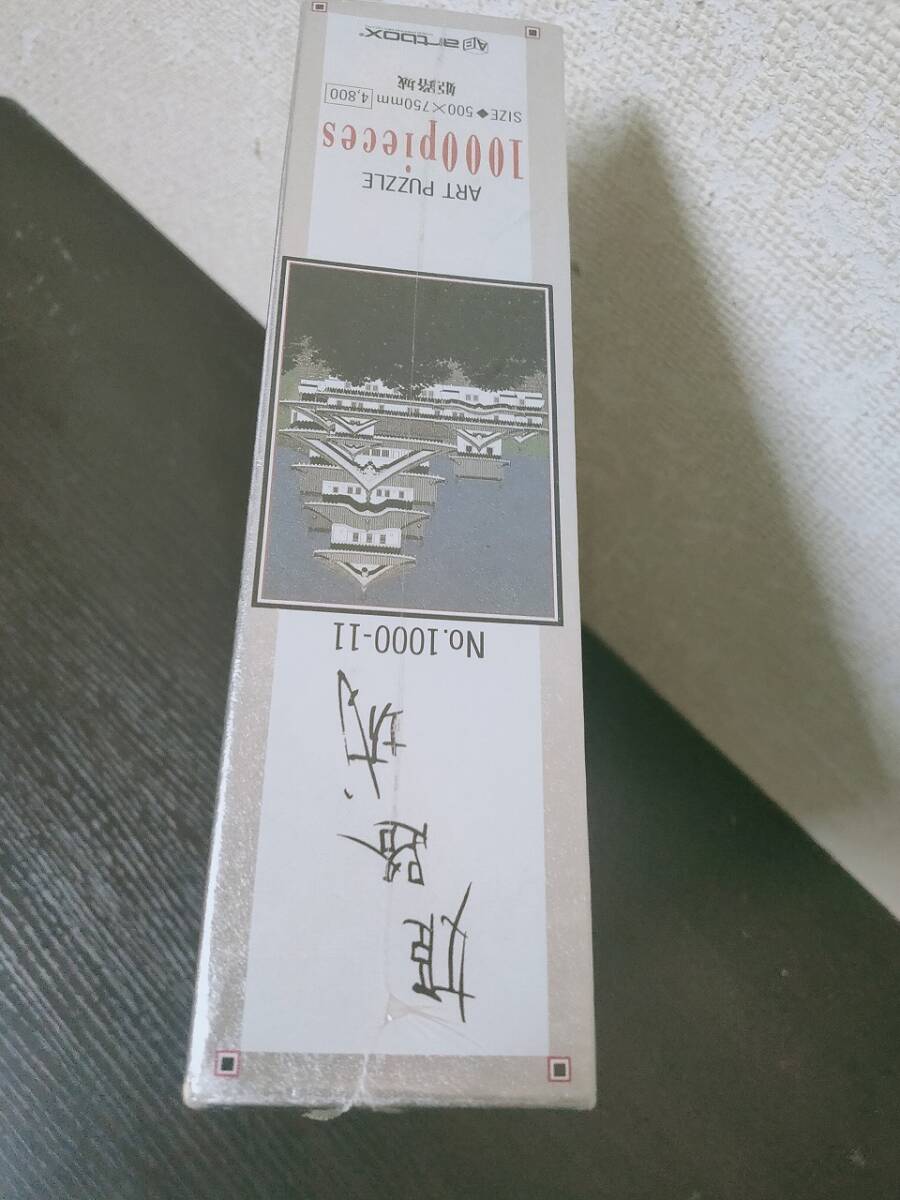 姫路城
No.1000-11
ART PUZZLE
1000pieces
SIZE◆500×750mm 4,800
姫路城
artbox